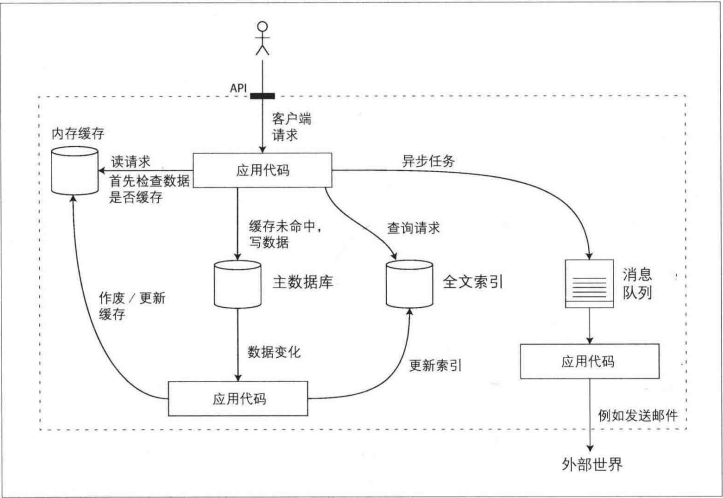 API
客户端
请求
内存缓存
读请求
首先检查数据
是否缓存
应用代码
异步任务
缓存未命中，
写数据
查询请求
主数据库
全文索引
消息
队列
作废／更新
缓存
数据变化
更新索引
应用代码
应用代码
例如发送邮件
外部世界